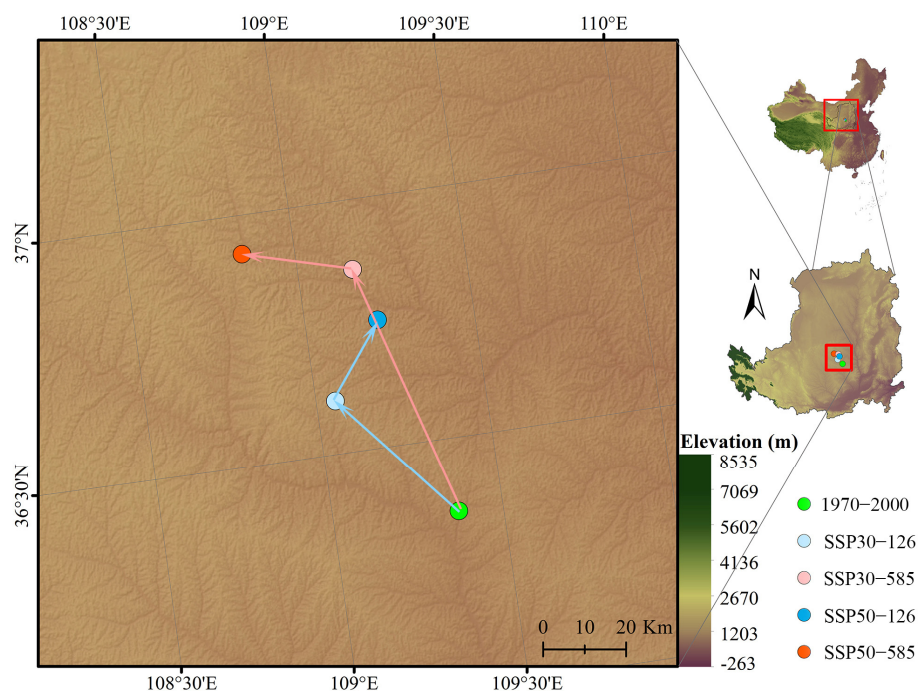 108°30'E 109°E 109°30'E 110°E
37°N
36°30'N
N
Elevation (m)
8535
7069
5602
4136
2670
1203
-263
1970−2000
SSP30−126
SSP30−585
SSP50−126
SSP50−585
0 10 20 Km
108°30'E 109°E 109°30'E